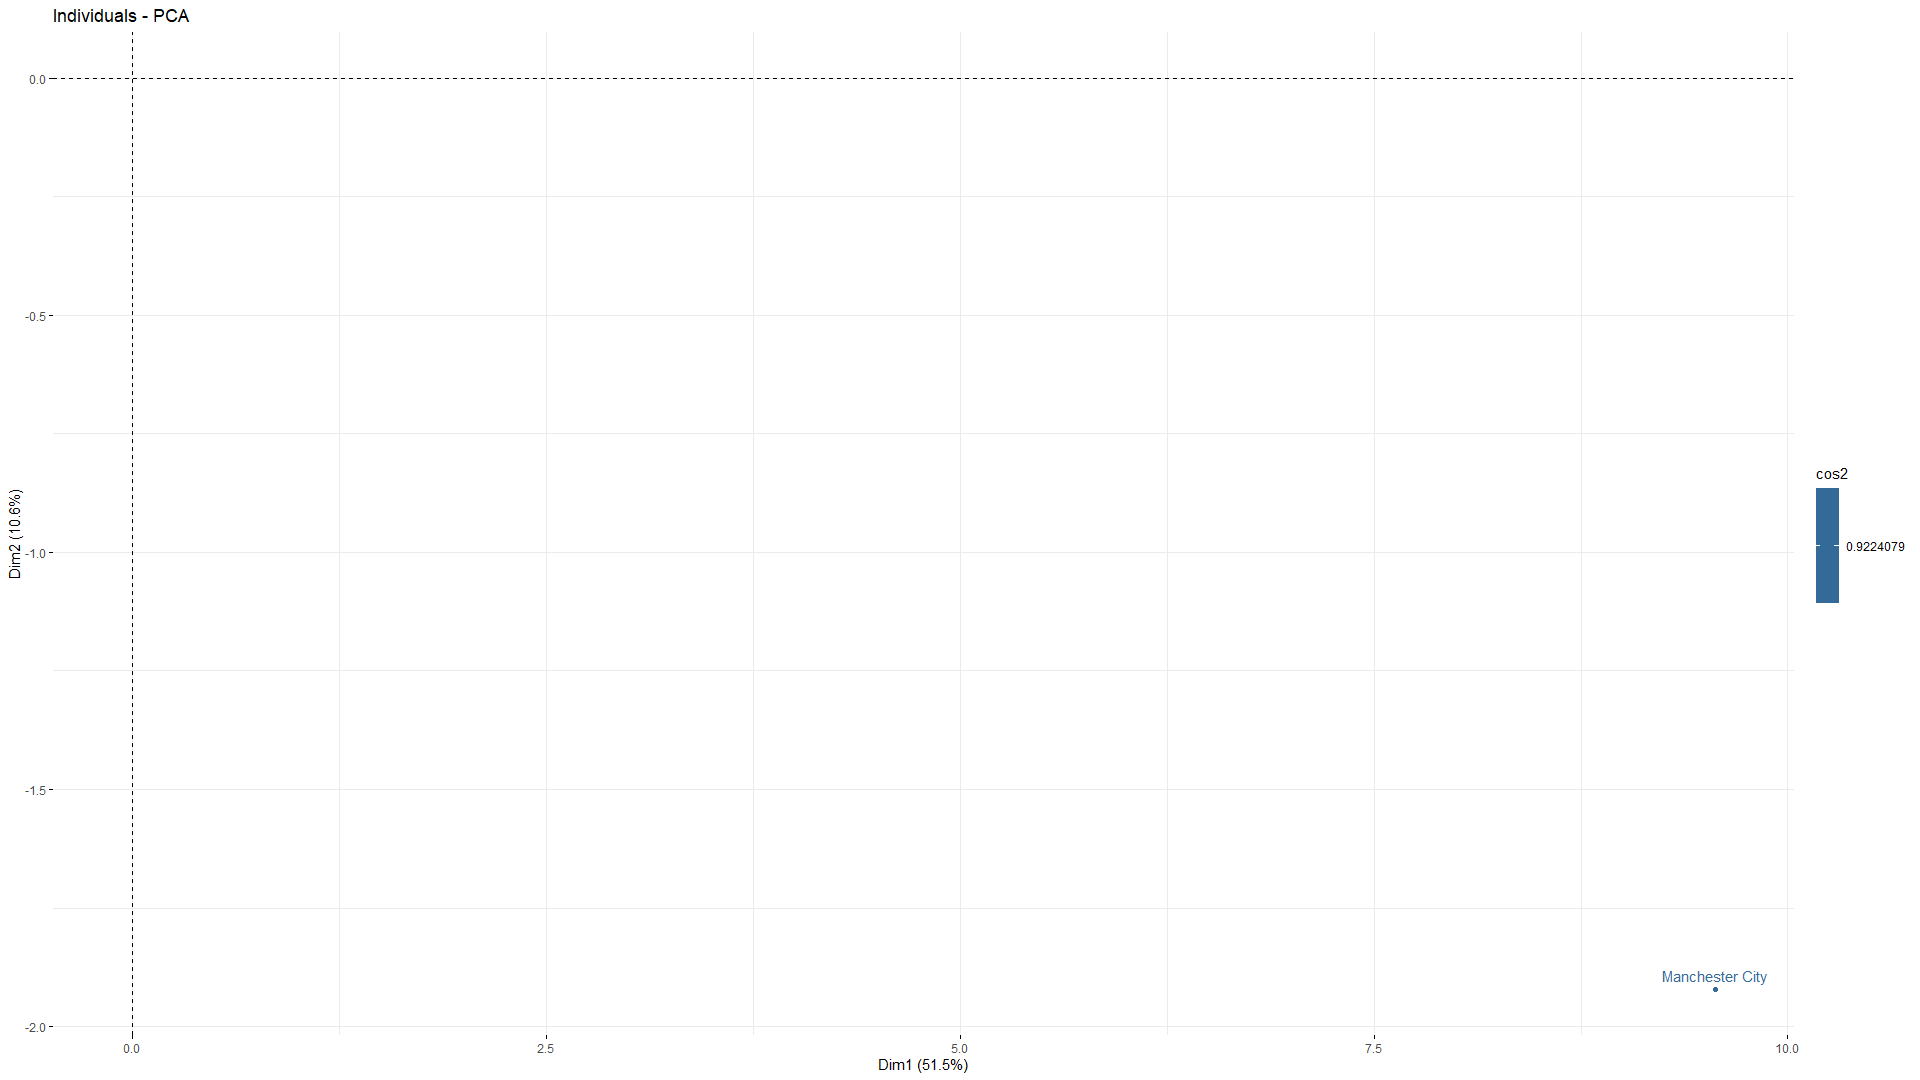 Individuals - PCA
0.0
-0.5
-1.0
-1.5
-2.0
Dim2 (10.6%)
Manchester City
0.0 2.5 5.0 7.5 10.0
Dim1 (51.5%)
cos2
0.9224079